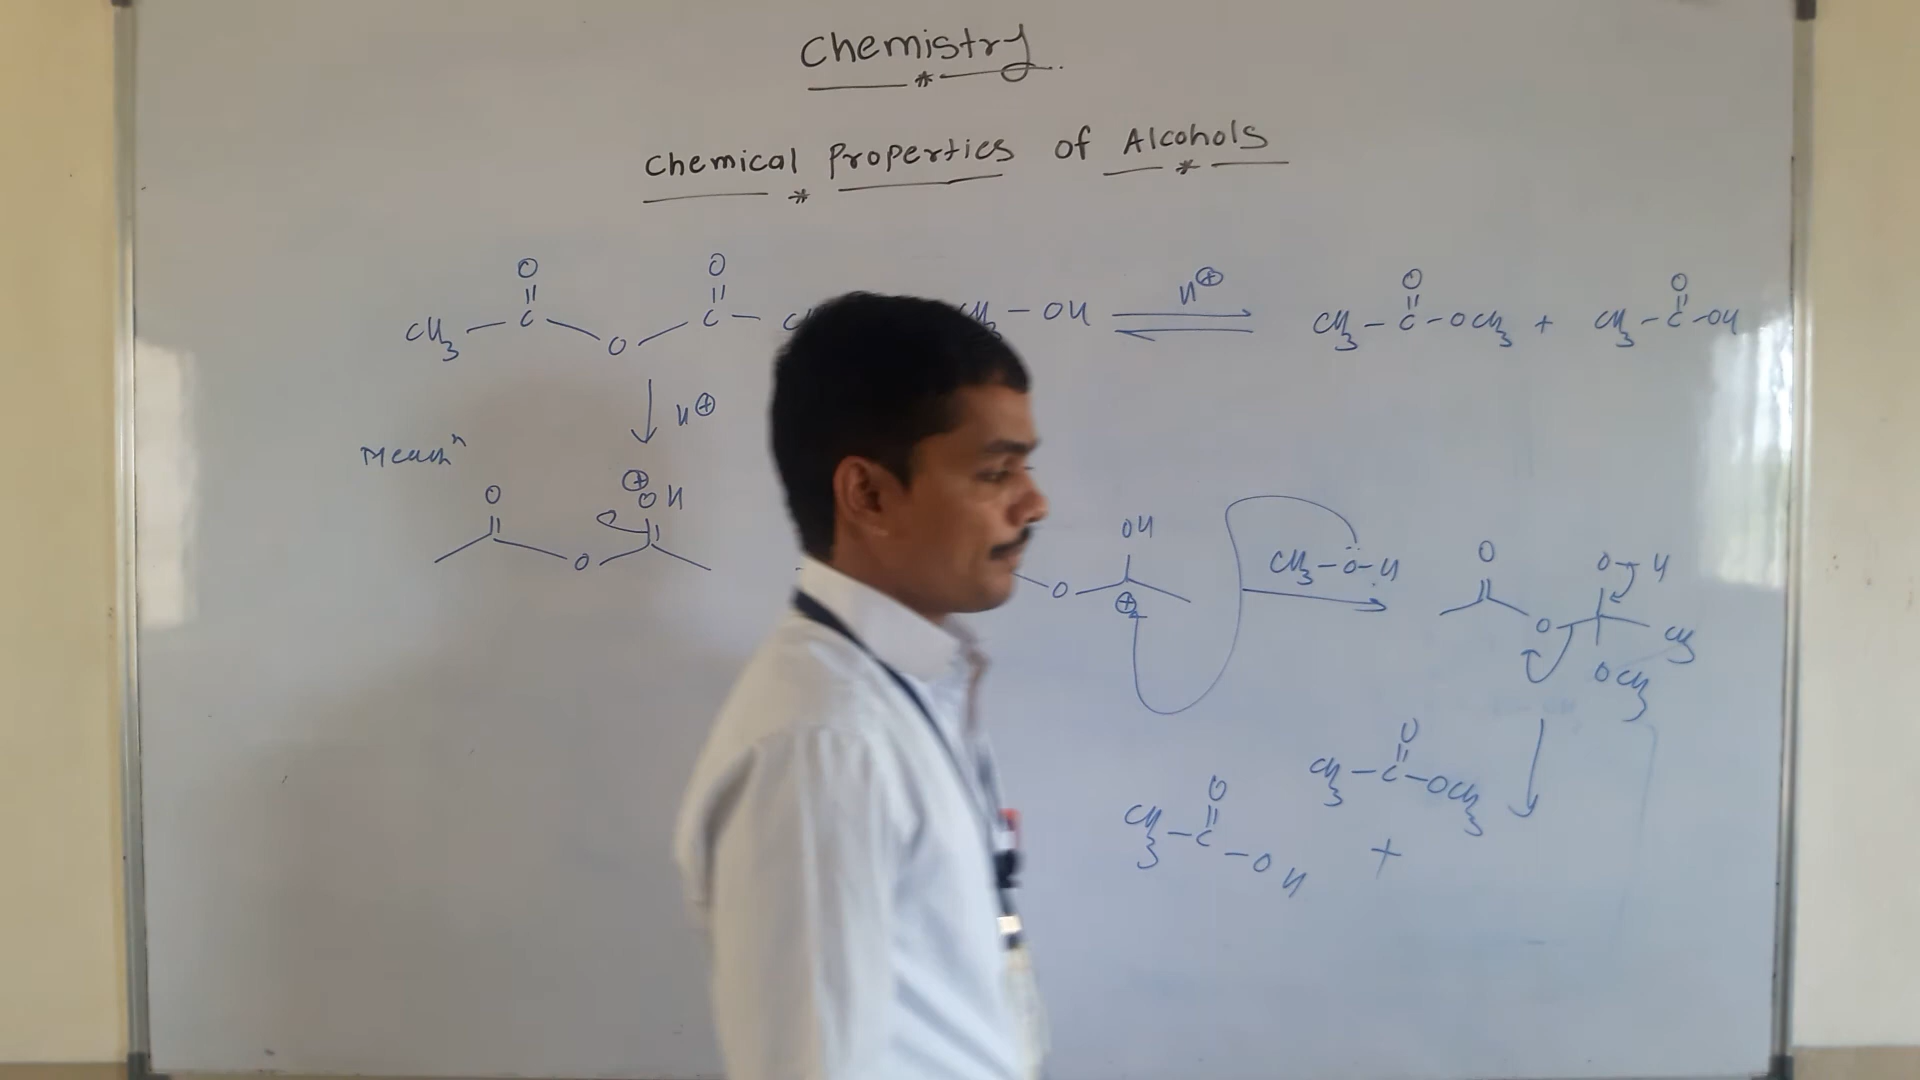 Chemistry
Chemical Properties of Alcohols
O O H⊕ O O
CH3 — C — O — C — — OH ⇌ CH3 — C — OCH3 + CH3 — C — OH
↓ H⊕
Mechn
O ⊕OH OH O O—H
O O ⊕ CH3—Ö—H O CH3
OCH3
O
CH3—C—OCH3
O
CH3—C—OH +